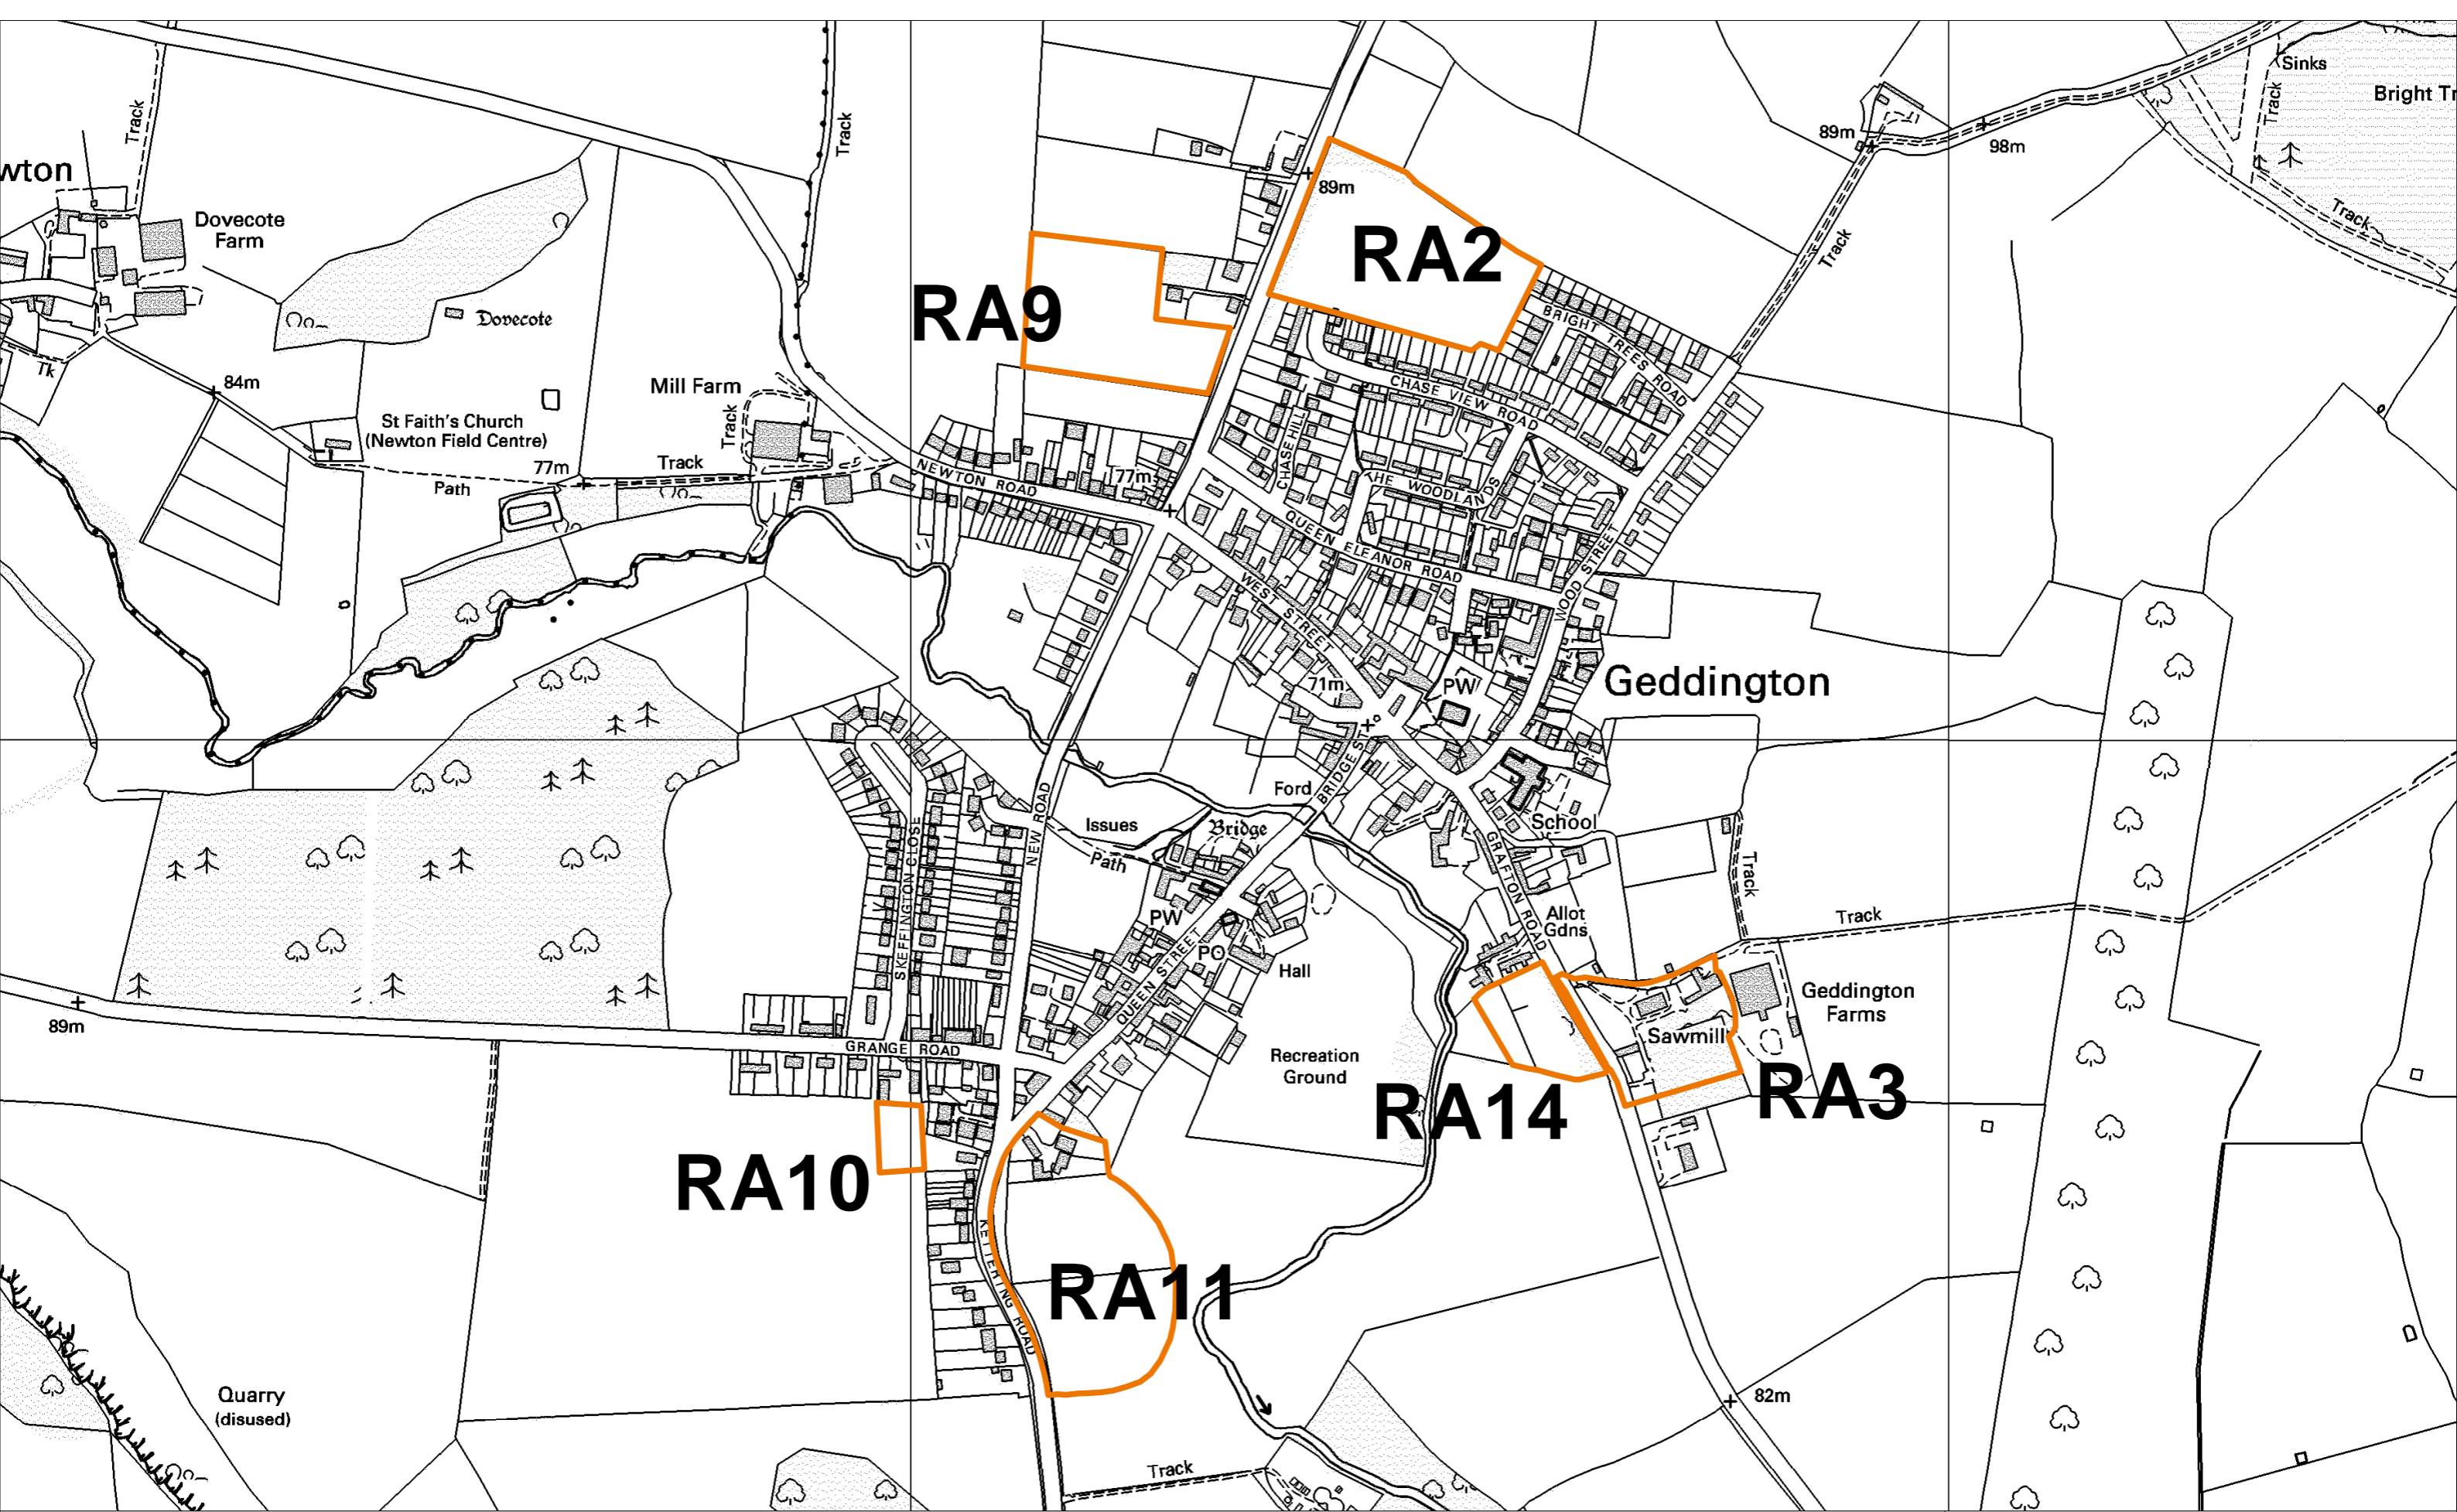 Sinks
Bright Tr
Track
Track
Track
89m
98m
wton
89m
Track
Dovecote
Farm
RA2
Track
RA9
Dovecote
BRIGHT TREES ROAD
Tk
84m
Mill Farm
CHASE VIEW ROAD
Track
St Faith's Church
(Newton Field Centre)
CHASE HILL
77m
Track
NEWTON ROAD
77m
Path
THE WOODLANDS
QUEEN ELEANOR ROAD
WOOD STREET
WEST STREET
71m
PW
Geddington
Ford
BRIDGE ST
NEW ROAD
Issues
Bridge
School
SKEFFINGTON CLOSE
Path
GRAFTON ROAD
Track
PW
Allot
Gdns
Track
PO
Hall
QUEEN STREET
89m
Geddington
Farms
Sawmill
GRANGE ROAD
Recreation
Ground
RA14
RA3
RA10
KETTERING ROAD
RA11
Quarry
(disused)
82m
Track